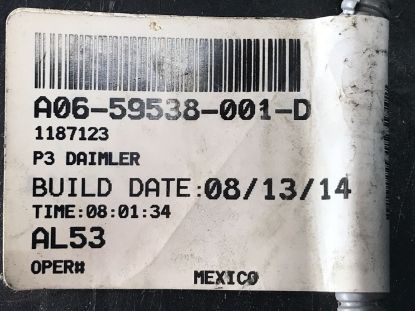 A06-59538-001-D
1187123
P3 DAIMLER
BUILD DATE:08/13/14
TIME:08:01:34
AL53
OPER#
MEXICO